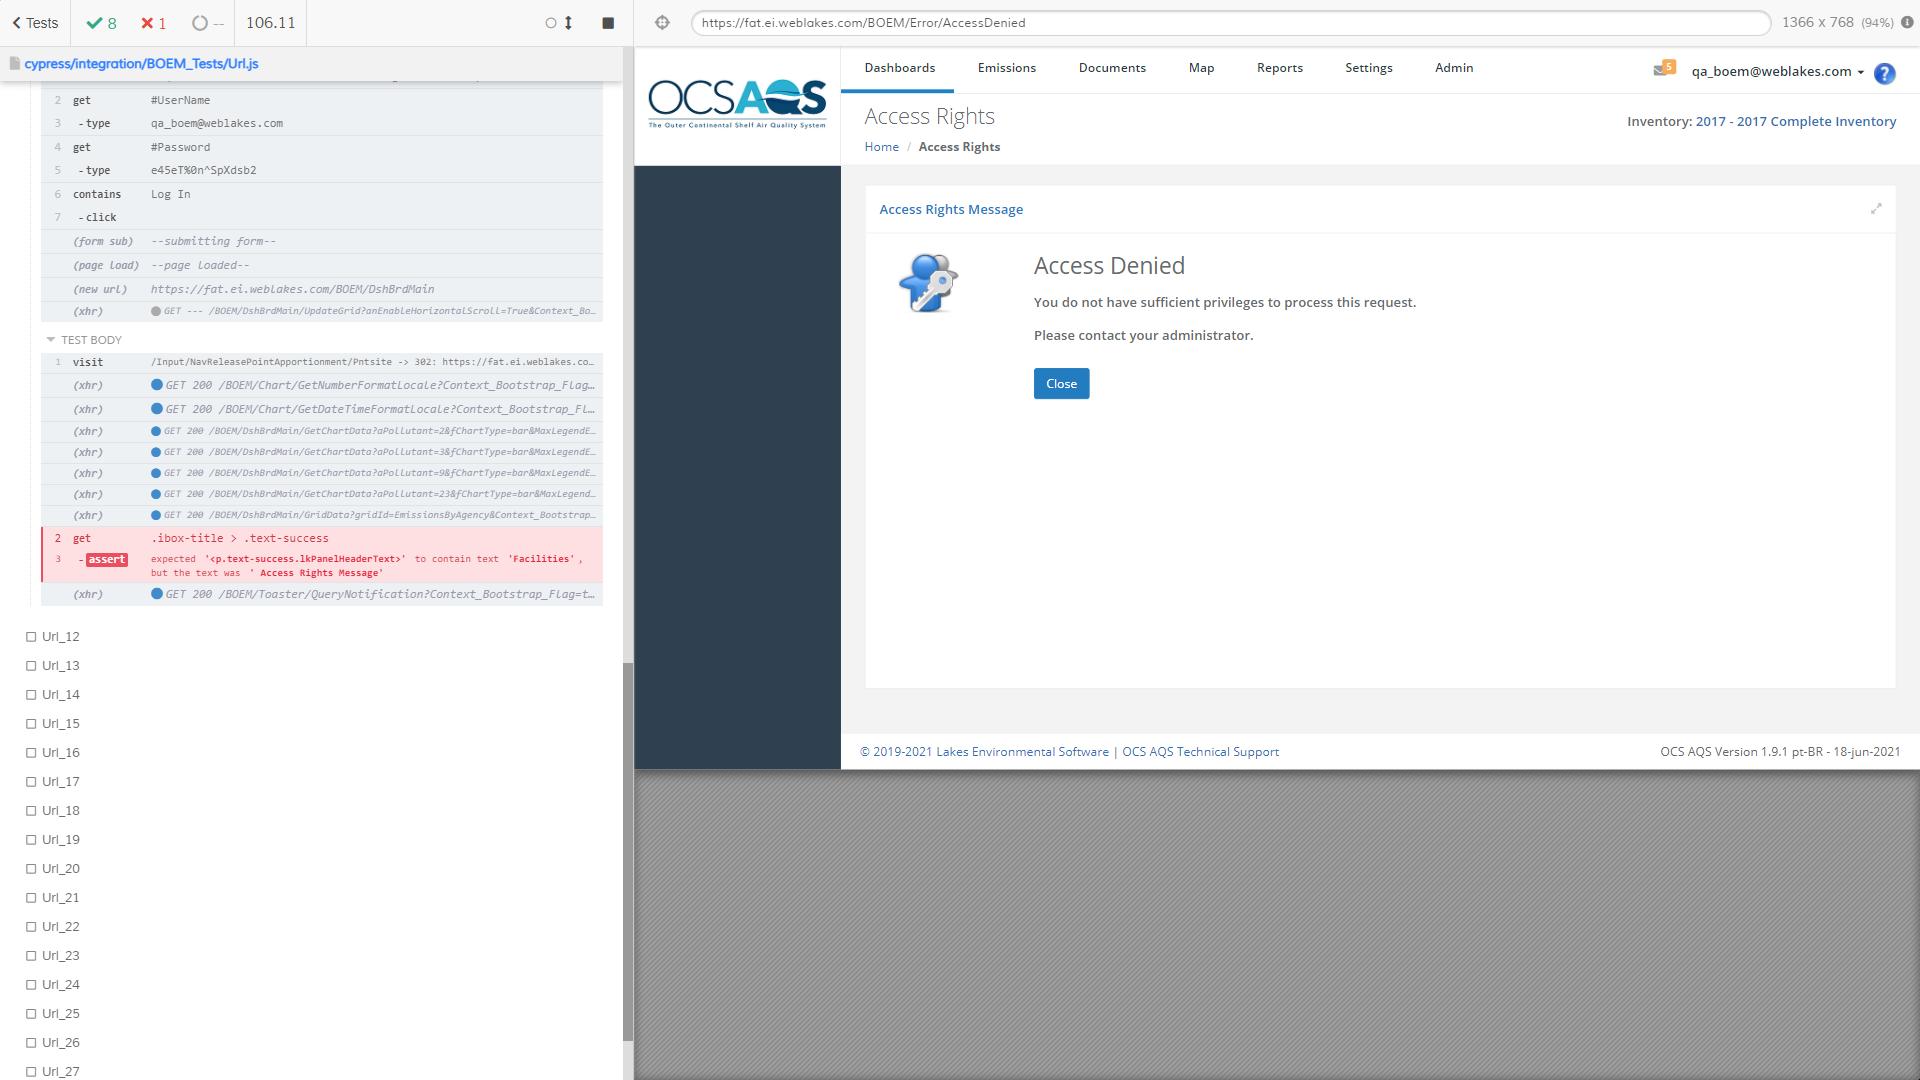 Tests
8
1
--
106.11
cypress/integration/BOEM_Tests/Url.js
2 get #UserName
3 -type qa_boem@weblakes.com
4 get #Password
5 -type e45eT%0n^SpXdsb2
6 contains Log In
7 -click
(form sub) --submitting form--
(page load) --page loaded--
(new url) https://fat.ei.weblakes.com/BOEM/DshBrdMain
(xhr) GET --- /BOEM/DshBrdMain/UpdateGrid?anEnableHorizontalScroll=True&Context_Bo...
TEST BODY
1 visit /Input/NavReleasePointApportionment/Pntsite -> 302: https://fat.ei.weblakes.co...
(xhr) GET 200 /BOEM/Chart/GetNumberFormatLocale?Context_Bootstrap_Flag...
(xhr) GET 200 /BOEM/Chart/GetDateTimeFormatLocale?Context_Bootstrap_Fl...
(xhr) GET 200 /BOEM/DshBrdMain/GetChartData?aPollutant=2&fChartType=bar&MaxLegendE...
(xhr) GET 200 /BOEM/DshBrdMain/GetChartData?aPollutant=3&fChartType=bar&MaxLegendE...
(xhr) GET 200 /BOEM/DshBrdMain/GetChartData?aPollutant=9&fChartType=bar&MaxLegendE...
(xhr) GET 200 /BOEM/DshBrdMain/GetChartData?aPollutant=23&fChartType=bar&MaxLegend...
(xhr) GET 200 /BOEM/DshBrdMain/GridData?gridId=EmissionsByAgency&Context_Bootstrap...
2 get .ibox-title > .text-success
3 -assert expected '<p.text-success.lkPanelHeaderText>' to contain text 'Facilities',
but the text was ' Access Rights Message'
(xhr) GET 200 /BOEM/Toaster/QueryNotification?Context_Bootstrap_Flag=t...
Url_12
Url_13
Url_14
Url_15
Url_16
Url_17
Url_18
Url_19
Url_20
Url_21
Url_22
Url_23
Url_24
Url_25
Url_26
Url_27
https://fat.ei.weblakes.com/BOEM/Error/AccessDenied
1366 x 768 (94%)
OCSAQS
The Outer Continental Shelf Air Quality System
Dashboards Emissions Documents Map Reports Settings Admin
5
qa_boem@weblakes.com
?
Access Rights
Inventory: 2017 - 2017 Complete Inventory
Home / Access Rights
Access Rights Message
Access Denied
You do not have sufficient privileges to process this request.
Please contact your administrator.
Close
© 2019-2021 Lakes Environmental Software | OCS AQS Technical Support
OCS AQS Version 1.9.1 pt-BR - 18-jun-2021